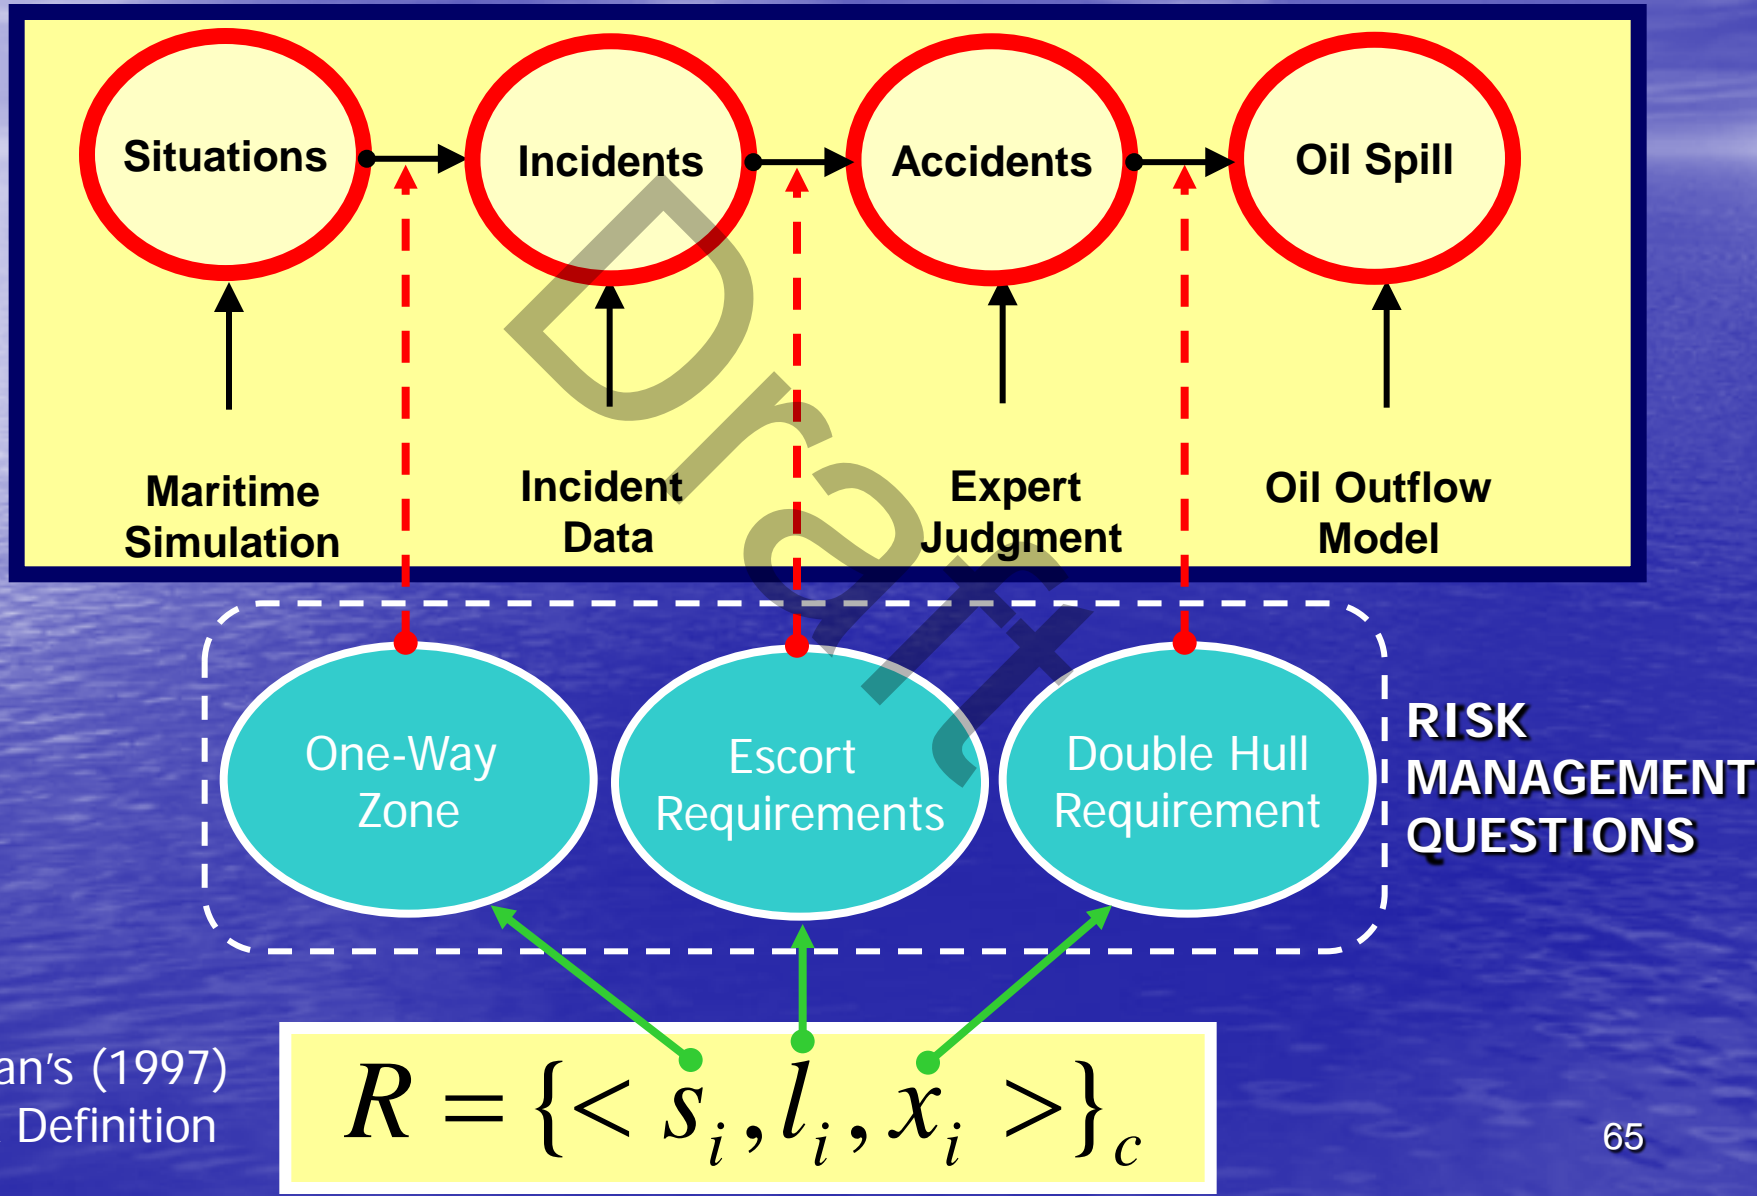 Situations
Incidents
Accidents
Oil Spill
Maritime
Simulation
Incident
Data
Expert
Judgment
Oil Outflow
Model
Draft
One-Way
Zone
Escort
Requirements
Double Hull
Requirement
RISK
MANAGEMENT
QUESTIONS
an's (1997)
Definition
R = {< s_i, l_i, x_i >}_c
65